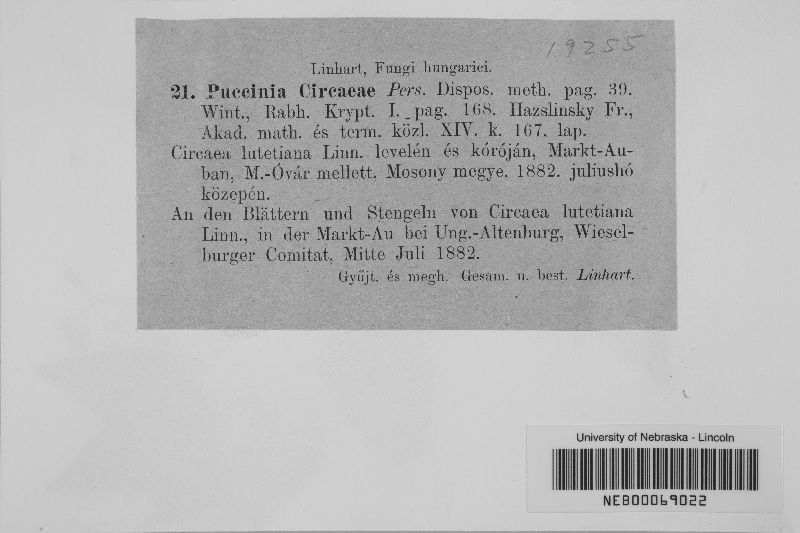 19255
Linhart, Fungi hungarici.
21. Puccinia Circaeae Pers. Dispos. meth. pag. 39.
Wint., Rabh. Krypt. I. pag. 168. Hazslinsky Fr.,
Akad. math. és term. közl. XIV. k. 167. lap.
Circaea lutetiana Linn. levelén és kóróján, Markt-Au-
ban, M.-Óvár mellett. Mosony megye. 1882. juliushó
közepén.
An den Blättern und Stengeln von Circaea lutetiana
Linn., in der Markt-Au bei Ung.-Altenburg, Wiesel-
burger Comitat, Mitte Juli 1882.
Gyűjt. és megh. Gesam. u. best. Linhart.
University of Nebraska - Lincoln
NEB00069022